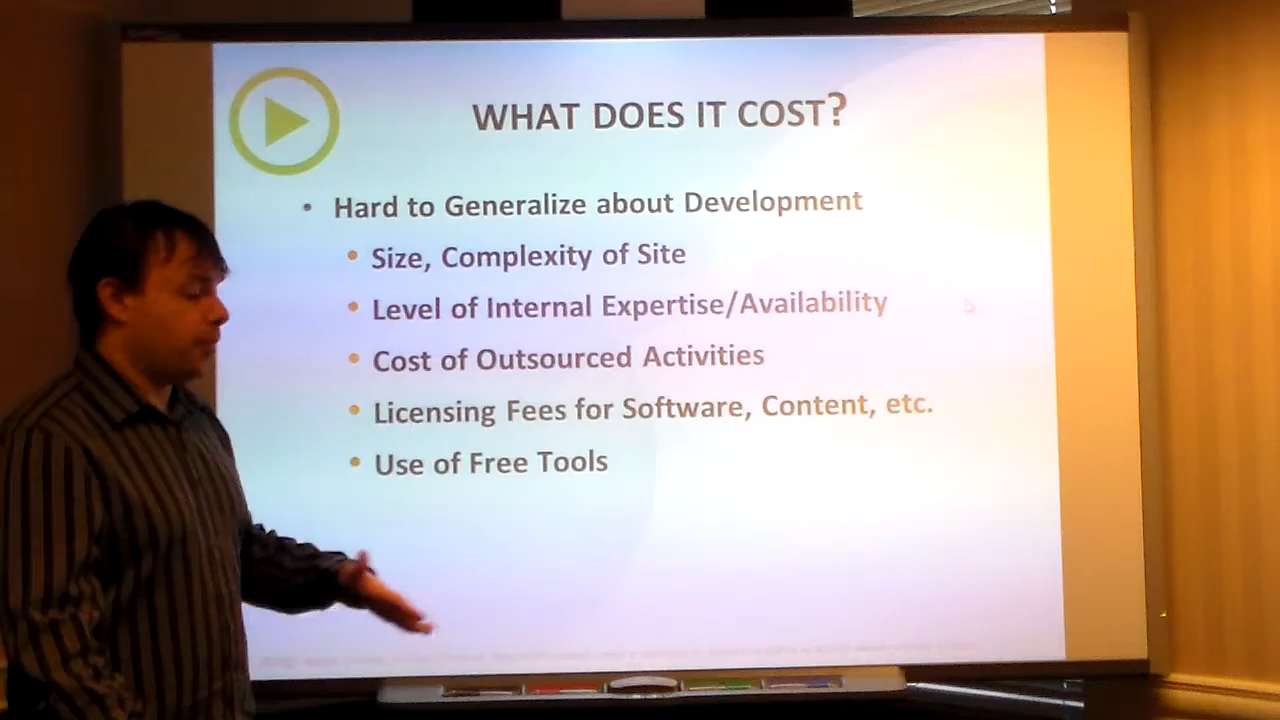 WHAT DOES IT COST?
• Hard to Generalize about Development
• Size, Complexity of Site
• Level of Internal Expertise/Availability
• Cost of Outsourced Activities
• Licensing Fees for Software, Content, etc.
• Use of Free Tools